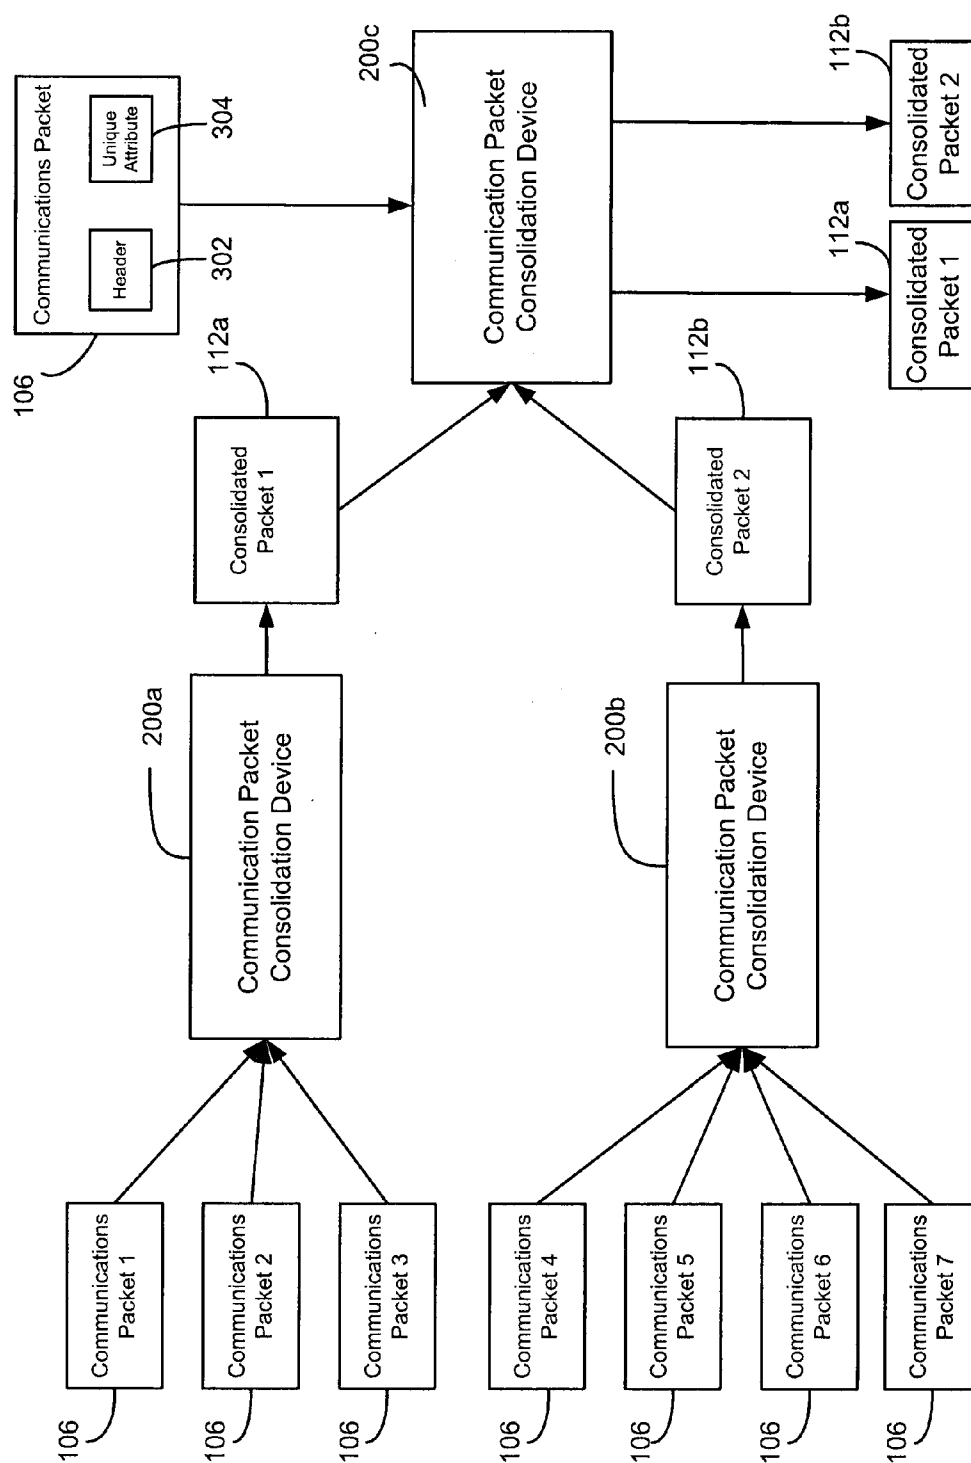 106
Communications
Packet 1
106
Communications
Packet 2
106
Communications
Packet 3
200a
Communication Packet
Consolidation Device
Consolidated
Packet 1
112a
106
Communications
Packet 4
106
Communications
Packet 5
106
Communications
Packet 6
106
Communications
Packet 7
200b
Communication Packet
Consolidation Device
Consolidated
Packet 2
112b
106
Communications Packet
Header
302
Unique
Attribute
304
200c
Communication Packet
Consolidation Device
Consolidated
Packet 1
112a
Consolidated
Packet 2
112b